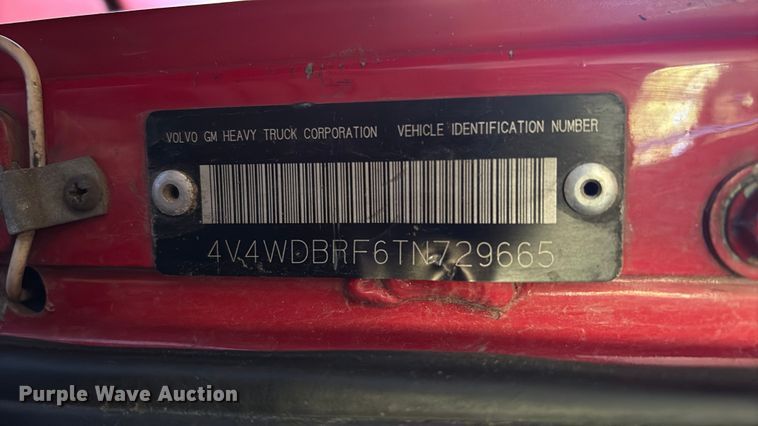 VOLVO GM HEAVY TRUCK CORPORATION VEHICLE IDENTIFICATION NUMBER
4V4WDBRF6TN729665
Purple Wave Auction